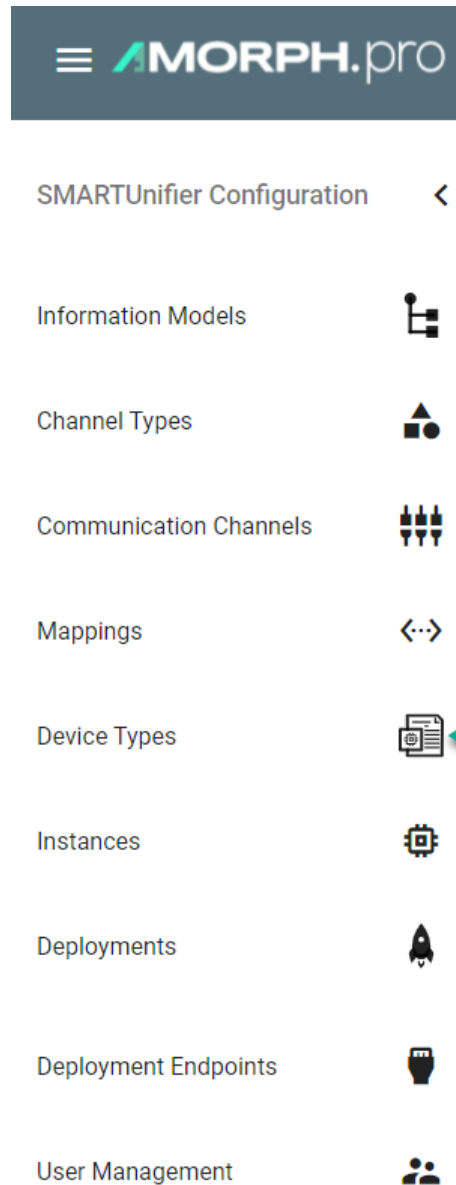 AMORPH.pro
SMARTUnifier Configuration
Information Models
Channel Types
Communication Channels
Mappings
Device Types
Instances
Deployments
Deployment Endpoints
User Management